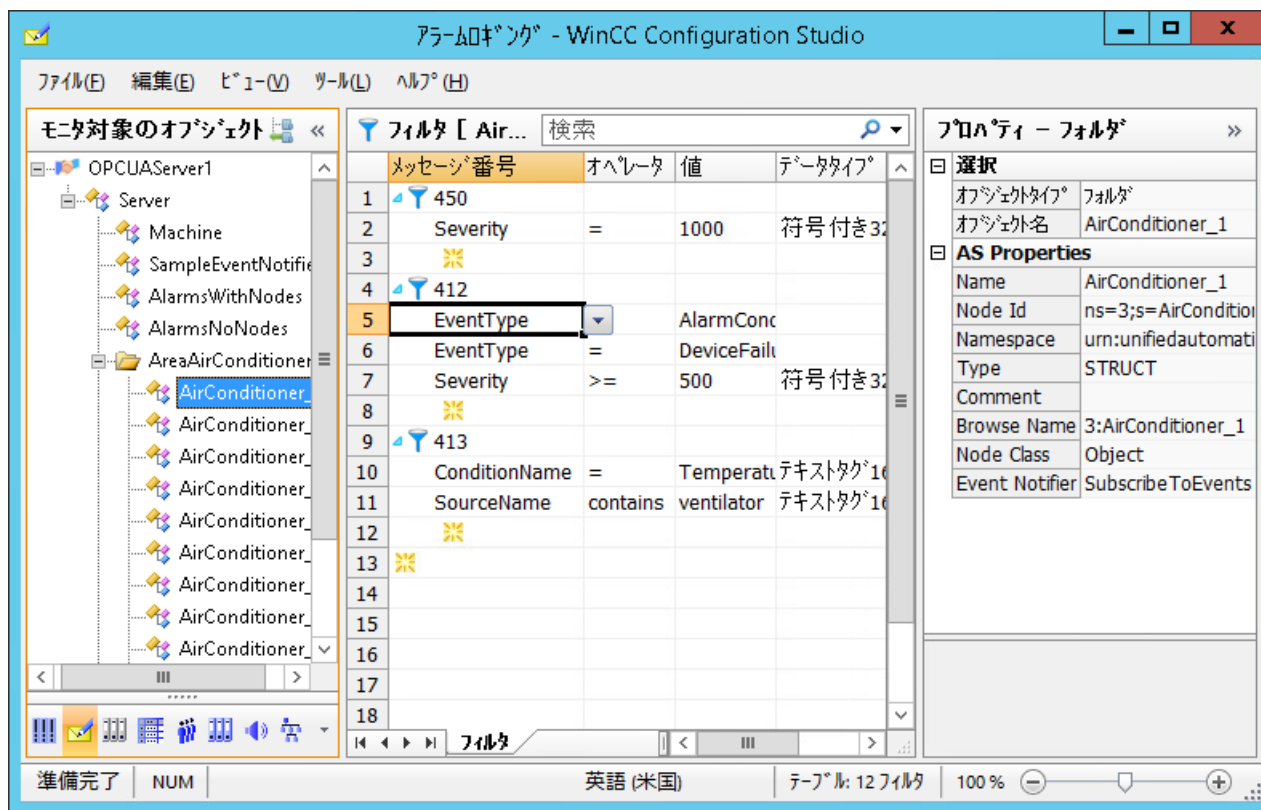 アラームロギング - WinCC Configuration Studio
ファイル(F) 編集(E) ビュー(V) ツール(L) ヘルプ(H)
モニタ対象のオブジェクト «
OPCUAServer1
Server
Machine
SampleEventNotifie
AlarmsWithNodes
AlarmsNoNodes
AreaAirConditioner
AirConditioner_
AirConditioner_
AirConditioner_
AirConditioner_
AirConditioner_
AirConditioner_
AirConditioner_
AirConditioner_
AirConditioner_
フィルタ [ Air... 検索
メッセージ番号 オペレータ 値 データタイプ
1 450
2 Severity = 1000 符号付き32
3
4 412
5 EventType AlarmCond
6 EventType = DeviceFailu
7 Severity >= 500 符号付き32
8
9 413
10 ConditionName = Temperatu テキストタグ16
11 SourceName contains ventilator テキストタグ16
12
13
14
15
16
17
18
フィルタ
プロパティ - フォルダ »
選択
オブジェクトタイプ フォルダ
オブジェクト名 AirConditioner_1
AS Properties
Name AirConditioner_1
Node Id ns=3;s=AirCondition
Namespace urn:unifiedautomati
Type STRUCT
Comment
Browse Name 3:AirConditioner_1
Node Class Object
Event Notifier SubscribeToEvents
準備完了 NUM 英語 (米国) テーブル: 12 フィルタ 100 %